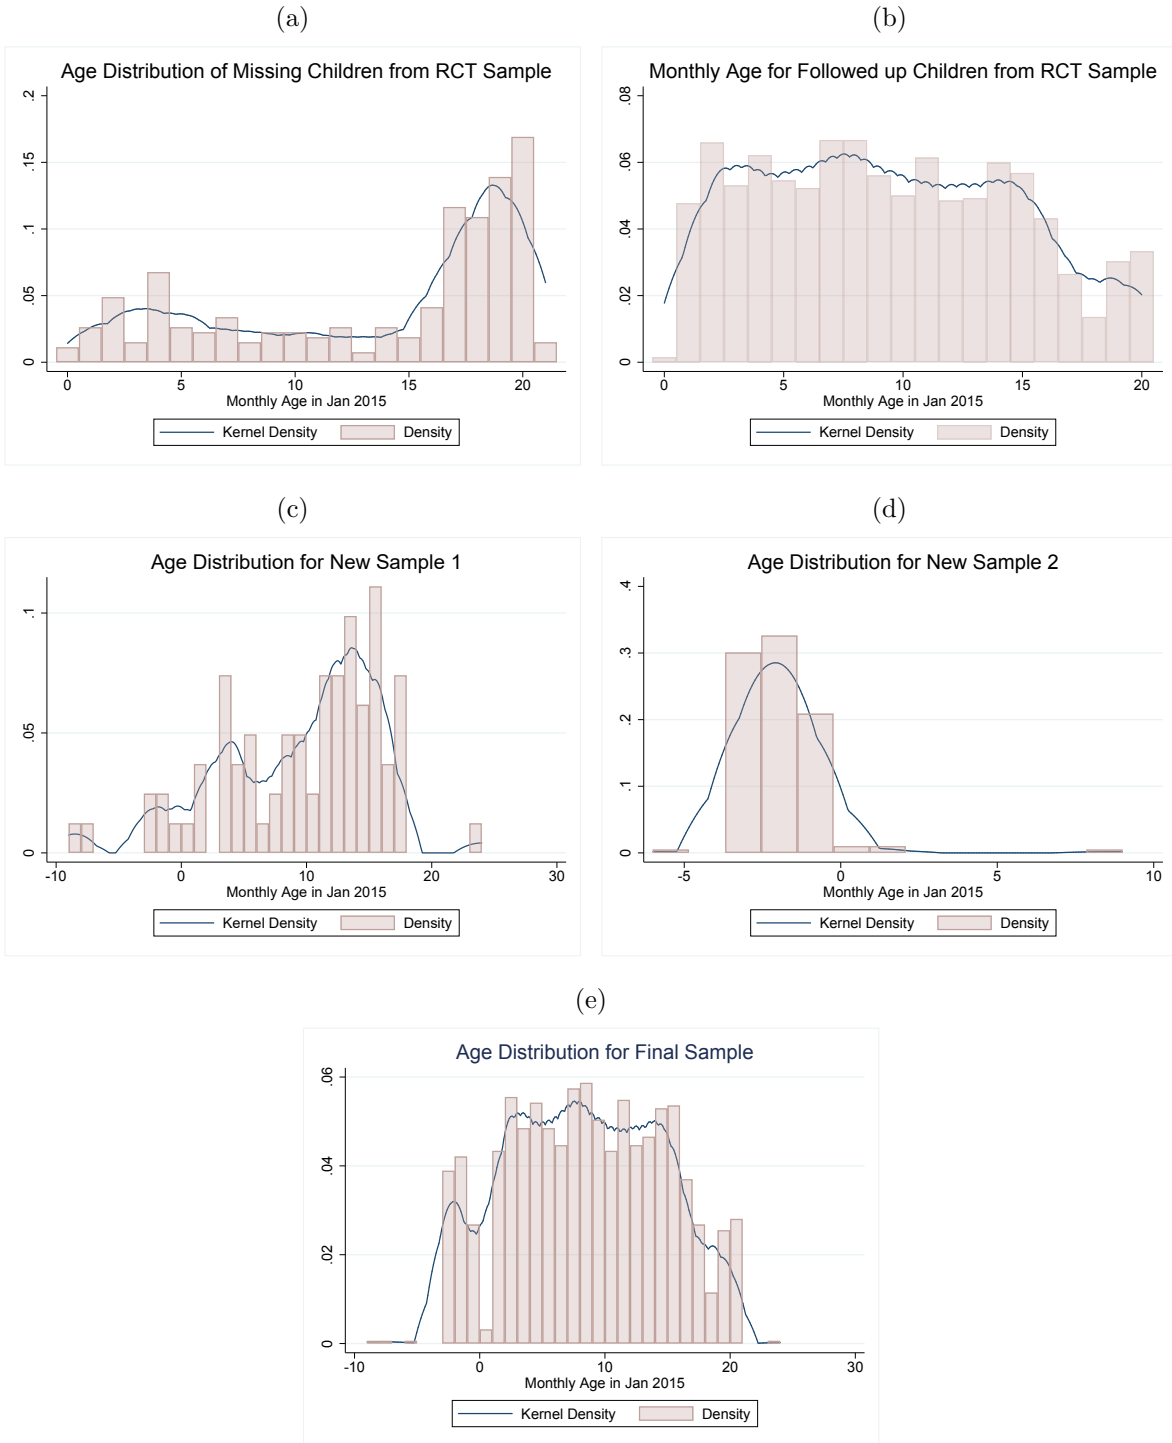 (a)
Age Distribution of Missing Children from RCT Sample
.2
.15
.1
.05
0
0 5 10 15 20
Monthly Age in Jan 2015
Kernel Density Density
(b)
Monthly Age for Followed up Children from RCT Sample
.08
.06
.04
.02
0
0 5 10 15 20
Monthly Age in Jan 2015
Kernel Density Density
(c)
Age Distribution for New Sample 1
.1
.05
0
-10 0 10 20 30
Monthly Age in Jan 2015
Kernel Density Density
(d)
Age Distribution for New Sample 2
.4
.3
.2
.1
0
-5 0 5 10
Monthly Age in Jan 2015
Kernel Density Density
(e)
Age Distribution for Final Sample
.06
.04
.02
0
-10 0 10 20 30
Monthly Age in Jan 2015
Kernel Density Density